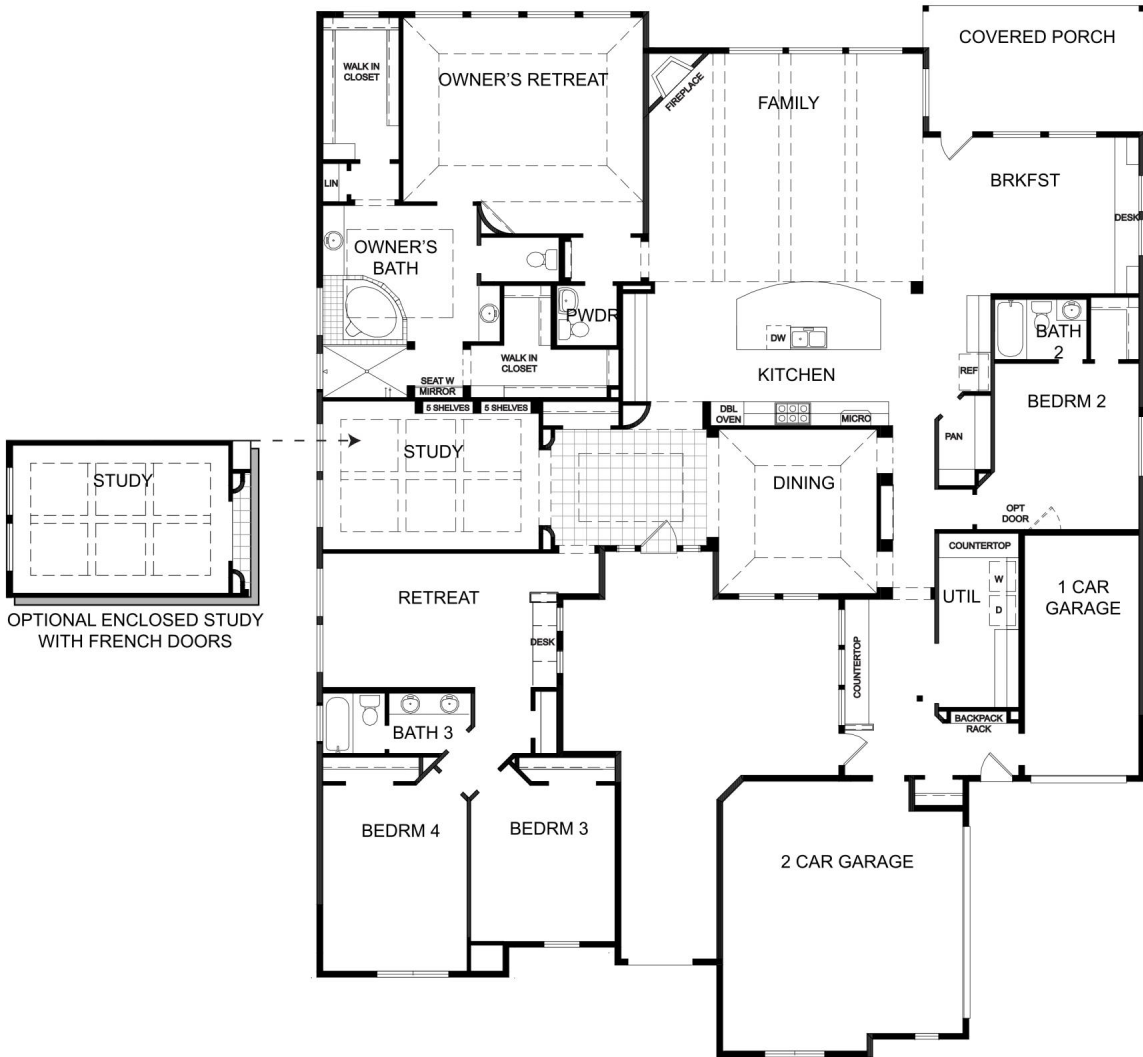 COVERED PORCH
WALK IN
CLOSET
OWNER'S RETREAT
FIREPLACE
FAMILY
BRKFST
LIN
DESK
OWNER'S
BATH
PWDR
DW
BATH
2
WALK IN
CLOSET
KITCHEN
REF
SEAT W
MIRROR
BEDRM 2
5 SHELVES
5 SHELVES
DBL
OVEN
MICRO
STUDY
PAN
STUDY
DINING
OPT
DOOR
COUNTERTOP
W
D
UTIL
1 CAR
GARAGE
RETREAT
OPTIONAL ENCLOSED STUDY
WITH FRENCH DOORS
DESK
COUNTERTOP
BATH 3
BACKPACK
RACK
BEDRM 4
BEDRM 3
2 CAR GARAGE